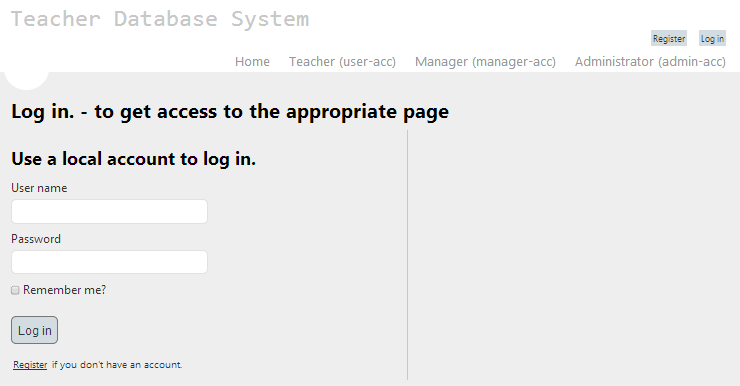 Teacher Database System
Register Log in
Home Teacher (user-acc) Manager (manager-acc) Administrator (admin-acc)
Log in. - to get access to the appropriate page
Use a local account to log in.
User name
Password
Remember me?
Log in
Register if you don't have an account.